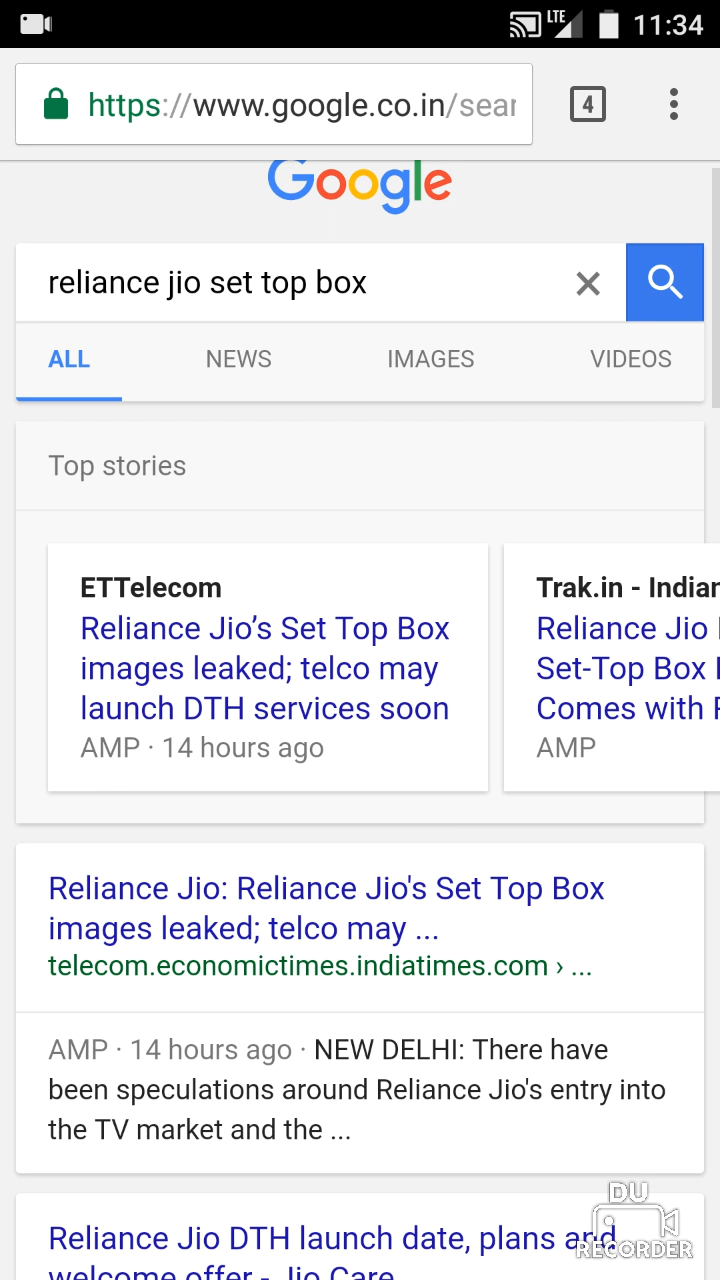 LTE 11:34
https://www.google.co.in/sear
4
Google
reliance jio set top box
ALL NEWS IMAGES VIDEOS
Top stories
ETTelecom
Reliance Jio’s Set Top Box
images leaked; telco may
launch DTH services soon
AMP · 14 hours ago
Trak.in - Indian
Reliance Jio
Set-Top Box
Comes with
AMP
Reliance Jio: Reliance Jio's Set Top Box
images leaked; telco may ...
telecom.economictimes.indiatimes.com › ...
AMP · 14 hours ago · NEW DELHI: There have
been speculations around Reliance Jio's entry into
the TV market and the ...
Reliance Jio DTH launch date, plans and
welcome offer - Jio Care
DU
RECORDER